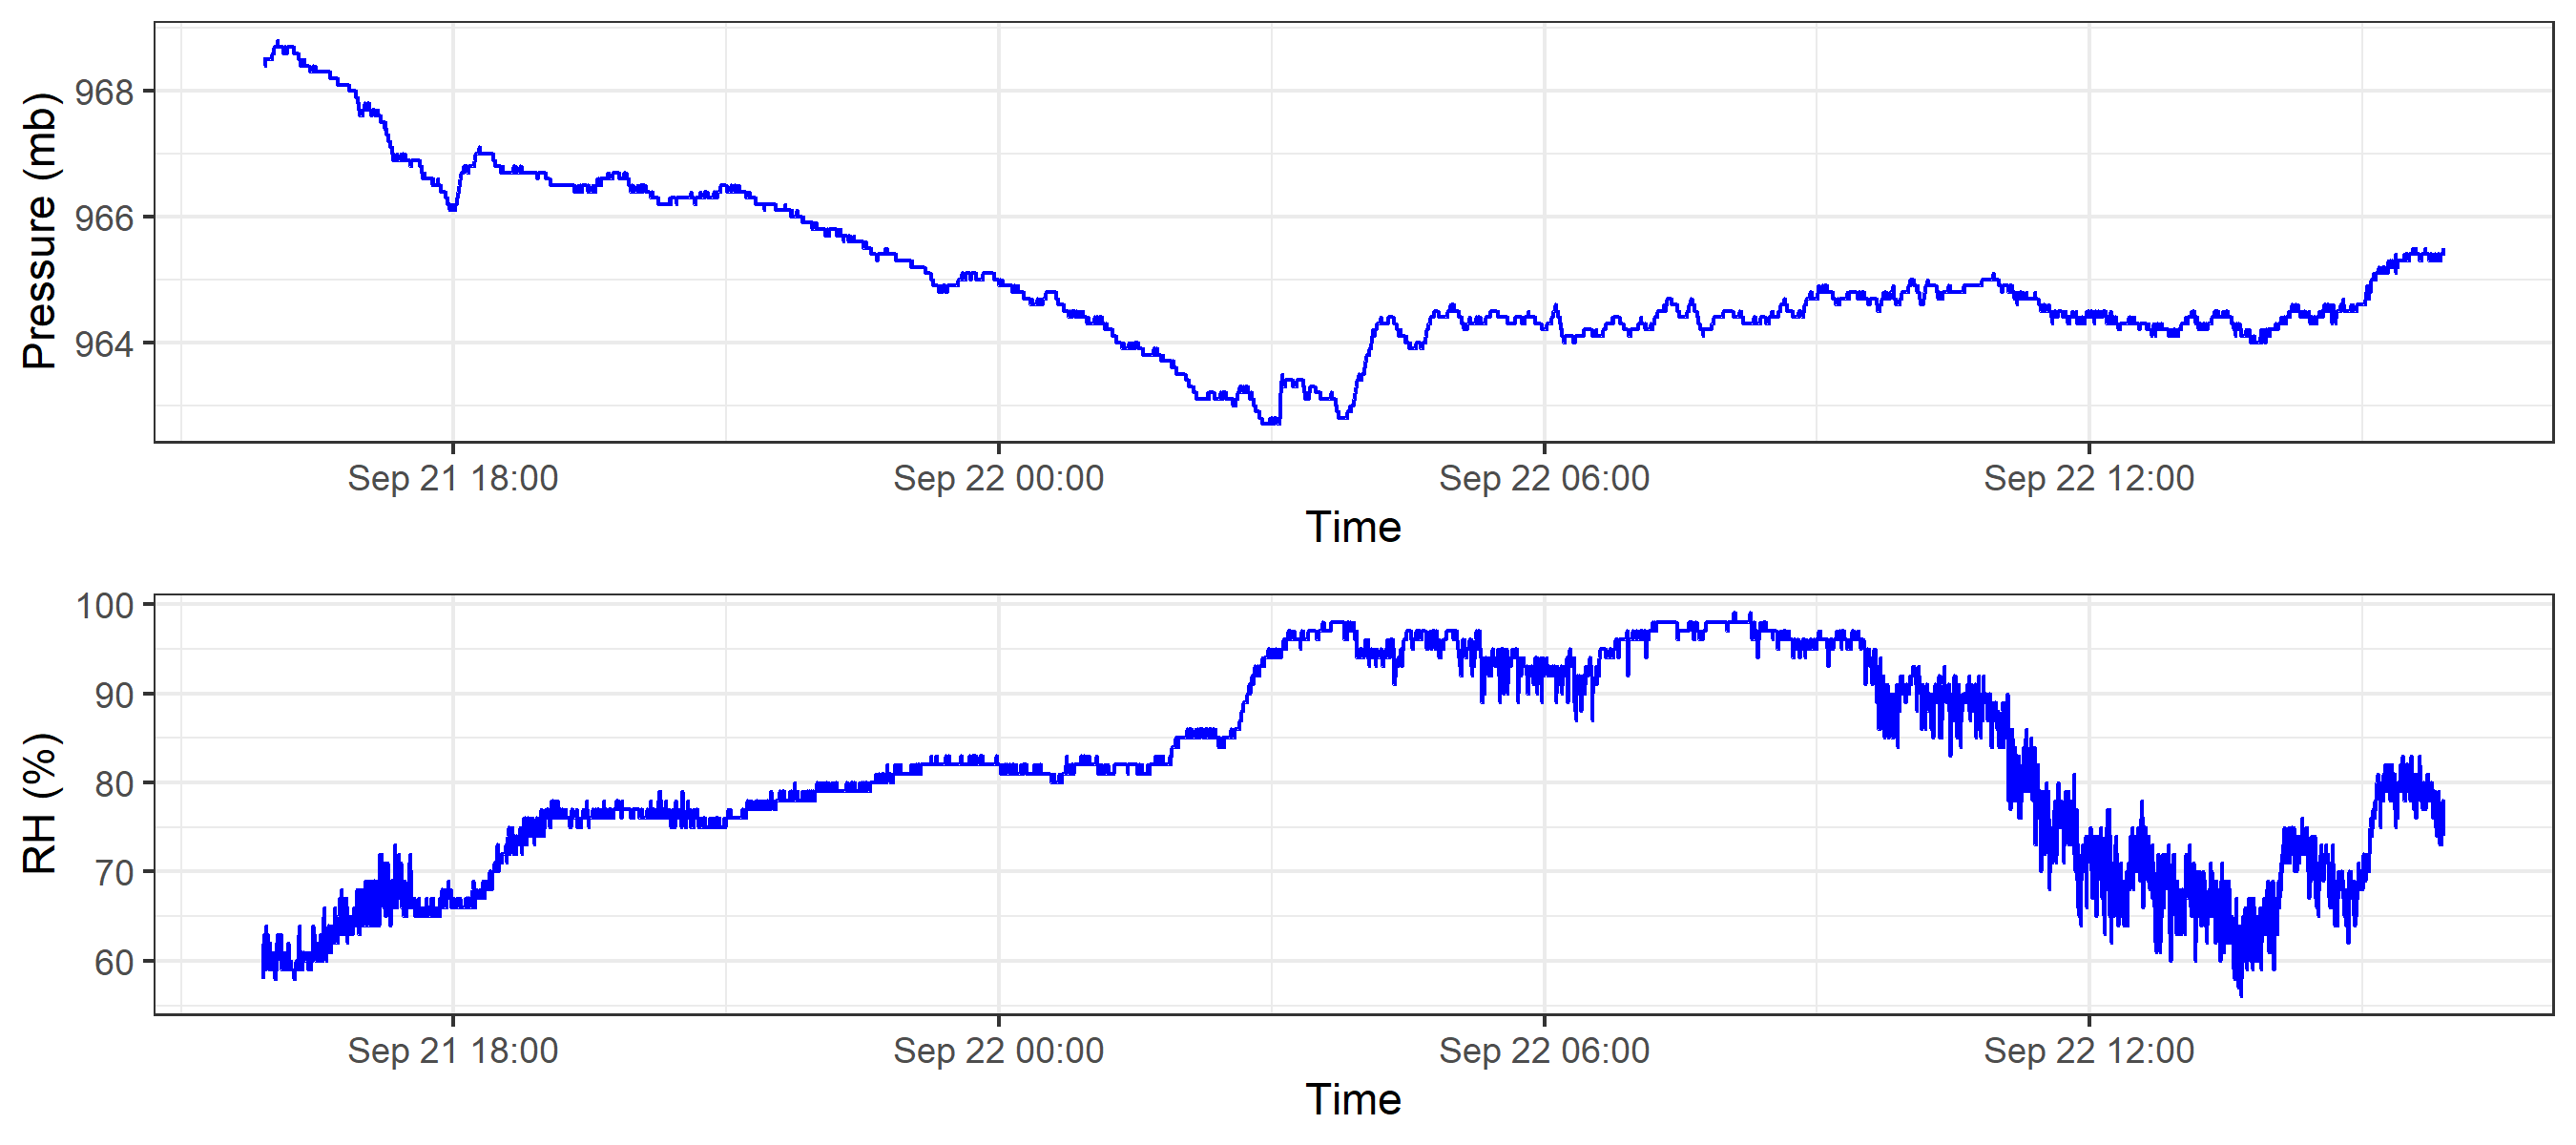 Pressure (mb)
968
966
964
Sep 21 18:00
Sep 22 00:00
Sep 22 06:00
Sep 22 12:00
Time
RH (%)
100
90
80
70
60
Sep 21 18:00
Sep 22 00:00
Sep 22 06:00
Sep 22 12:00
Time